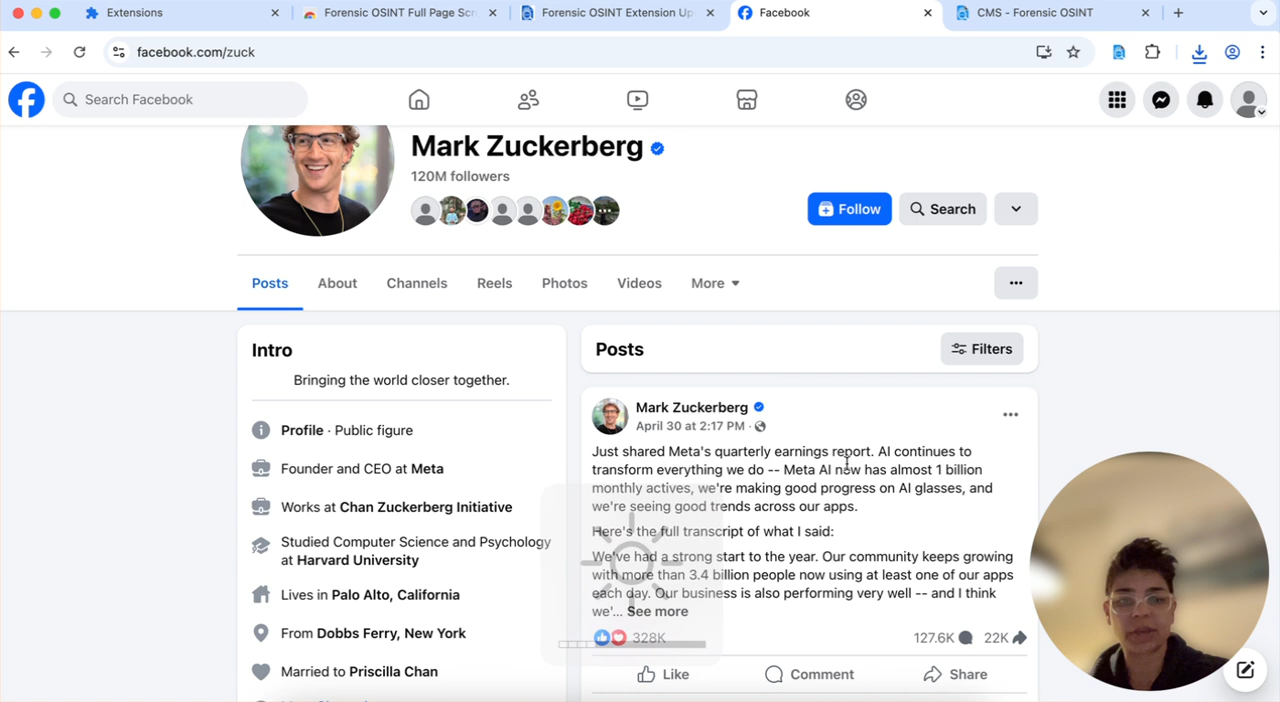 Extensions
Forensic OSINT Full Page Scr
Forensic OSINT Extension Up
Facebook
CMS - Forensic OSINT
facebook.com/zuck
Search Facebook
Mark Zuckerberg
120M followers
Follow
Search
Posts
About
Channels
Reels
Photos
Videos
More
Intro
Bringing the world closer together.
Profile · Public figure
Founder and CEO at Meta
Works at Chan Zuckerberg Initiative
Studied Computer Science and Psychology
at Harvard University
Lives in Palo Alto, California
From Dobbs Ferry, New York
Married to Priscilla Chan
Posts
Filters
Mark Zuckerberg
April 30 at 2:17 PM ·
Just shared Meta's quarterly earnings report. AI continues to
transform everything we do -- Meta AI now has almost 1 billion
monthly actives, we're making good progress on AI glasses, and
we're seeing good trends across our apps.
Here's the full transcript of what I said:
We've had a strong start to the year. Our community keeps growing
with more than 3.4 billion people now using at least one of our apps
each day. Our business is also performing very well -- and I think
we'... See more
328K
127.6K
22K
Like
Comment
Share